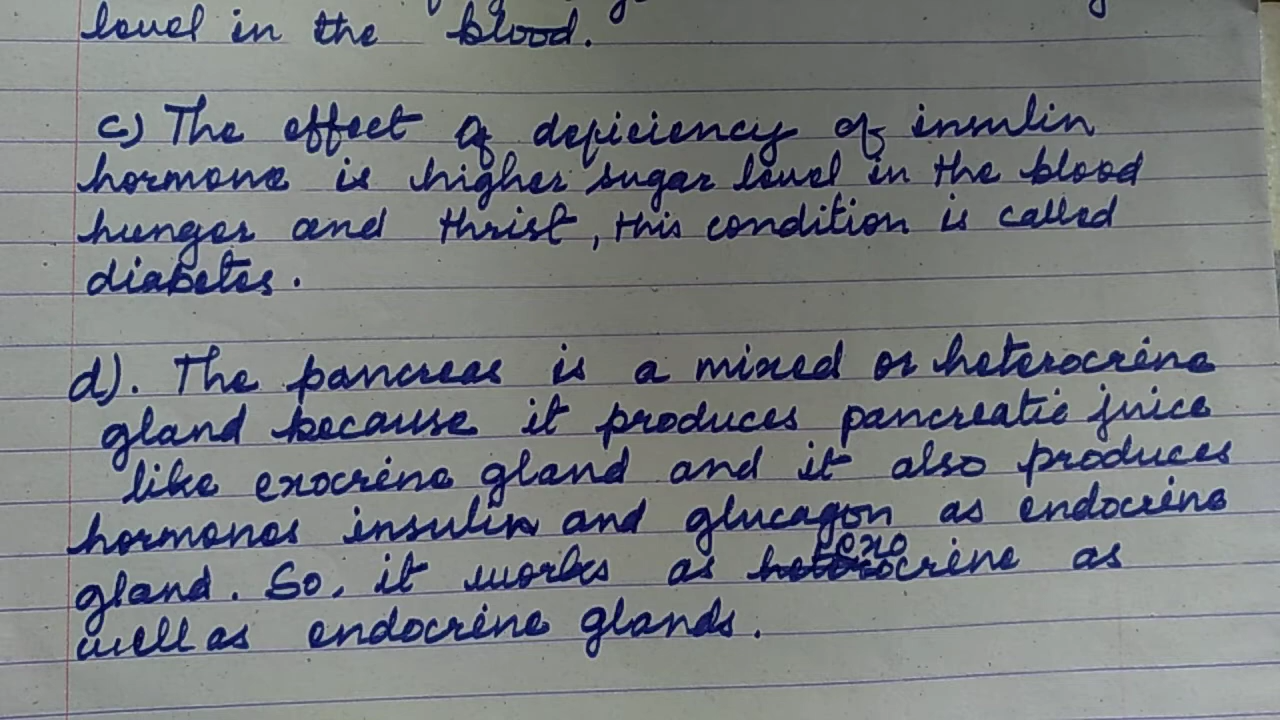 level in the blood.
c) The effect of deficiency of insulin
hormone is higher sugar level in the blood
hunger and thrist, this condition is called
diabetes.
d). The pancreas is a mixed or heterocrine
gland because it produces pancreatic juice
like exocrine gland and it also produces
hormones insulin and glucagon as endocrine
gland. So, it works as exocrine as
well as endocrine glands.